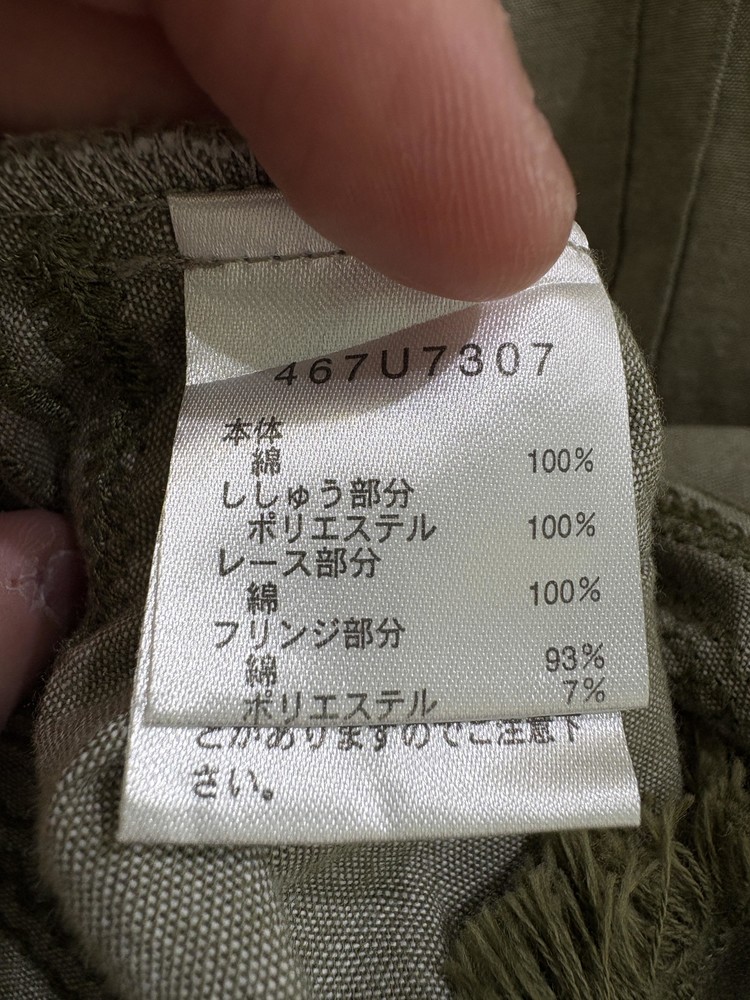 467U7307
本体
綿 100%
ししゅう部分
ポリエステル 100%
レース部分
綿 100%
フリンジ部分
綿 93%
ポリエステル 7%
とがありますのでご注意下
さい。